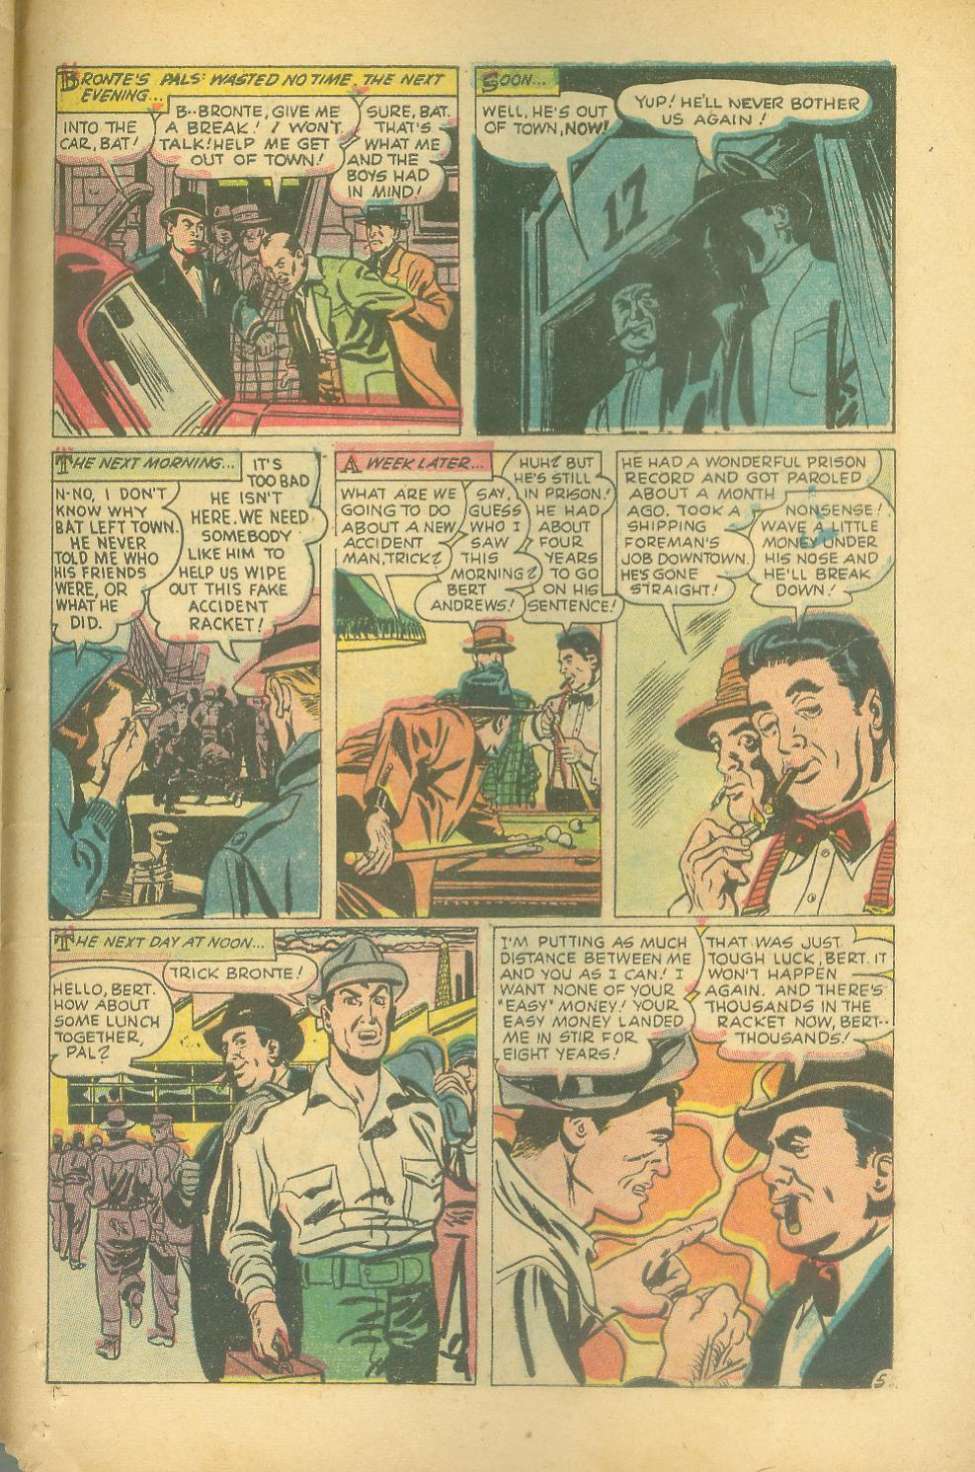 BRONTE'S PALS WASTED NO TIME. THE NEXT
EVENING...
INTO THE
CAR, BAT!
B--BRONTE, GIVE ME
A BREAK! I WON'T
TALK! HELP ME GET
OUT OF TOWN!
SURE, BAT.
THAT'S
WHAT ME
AND THE
BOYS HAD
IN MIND!
SOON...
WELL, HE'S OUT
OF TOWN, NOW!
YUP! HE'LL NEVER BOTHER
US AGAIN!
17
THE NEXT MORNING...
N-NO, I DON'T
KNOW WHY
BAT LEFT TOWN.
HE NEVER
TOLD ME WHO
HIS FRIENDS
WERE, OR
WHAT HE
DID.
IT'S
TOO BAD
HE ISN'T
HERE. WE NEED
SOMEBODY
LIKE HIM TO
HELP US WIPE
OUT THIS FAKE
ACCIDENT
RACKET!
A WEEK LATER...
WHAT ARE WE
GOING TO DO
ABOUT A NEW
ACCIDENT
MAN, TRICK?
SAY,
GUESS
WHO I
SAW
THIS
MORNING?
BERT
ANDREWS!
HUH? BUT
HE'S STILL
IN PRISON!
HE HAD
ABOUT
FOUR
YEARS
TO GO
ON HIS
SENTENCE!
HE HAD A WONDERFUL PRISON
RECORD AND GOT PAROLED
ABOUT A MONTH
AGO. TOOK A
SHIPPING
FOREMAN'S
JOB DOWNTOWN.
HE'S GONE
STRAIGHT!
NONSENSE!
WAVE A LITTLE
MONEY UNDER
HIS NOSE AND
HE'LL BREAK
DOWN!
THE NEXT DAY AT NOON...
HELLO, BERT.
HOW ABOUT
SOME LUNCH
TOGETHER,
PAL?
TRICK BRONTE!
I'M PUTTING AS MUCH
DISTANCE BETWEEN ME
AND YOU AS I CAN! I
WANT NONE OF YOUR
"EASY" MONEY! YOUR
EASY MONEY LANDED
ME IN STIR FOR
EIGHT YEARS!
THAT WAS JUST
TOUGH LUCK, BERT. IT
WON'T HAPPEN
AGAIN. AND THERE'S
THOUSANDS IN THE
RACKET NOW, BERT--
THOUSANDS!
5